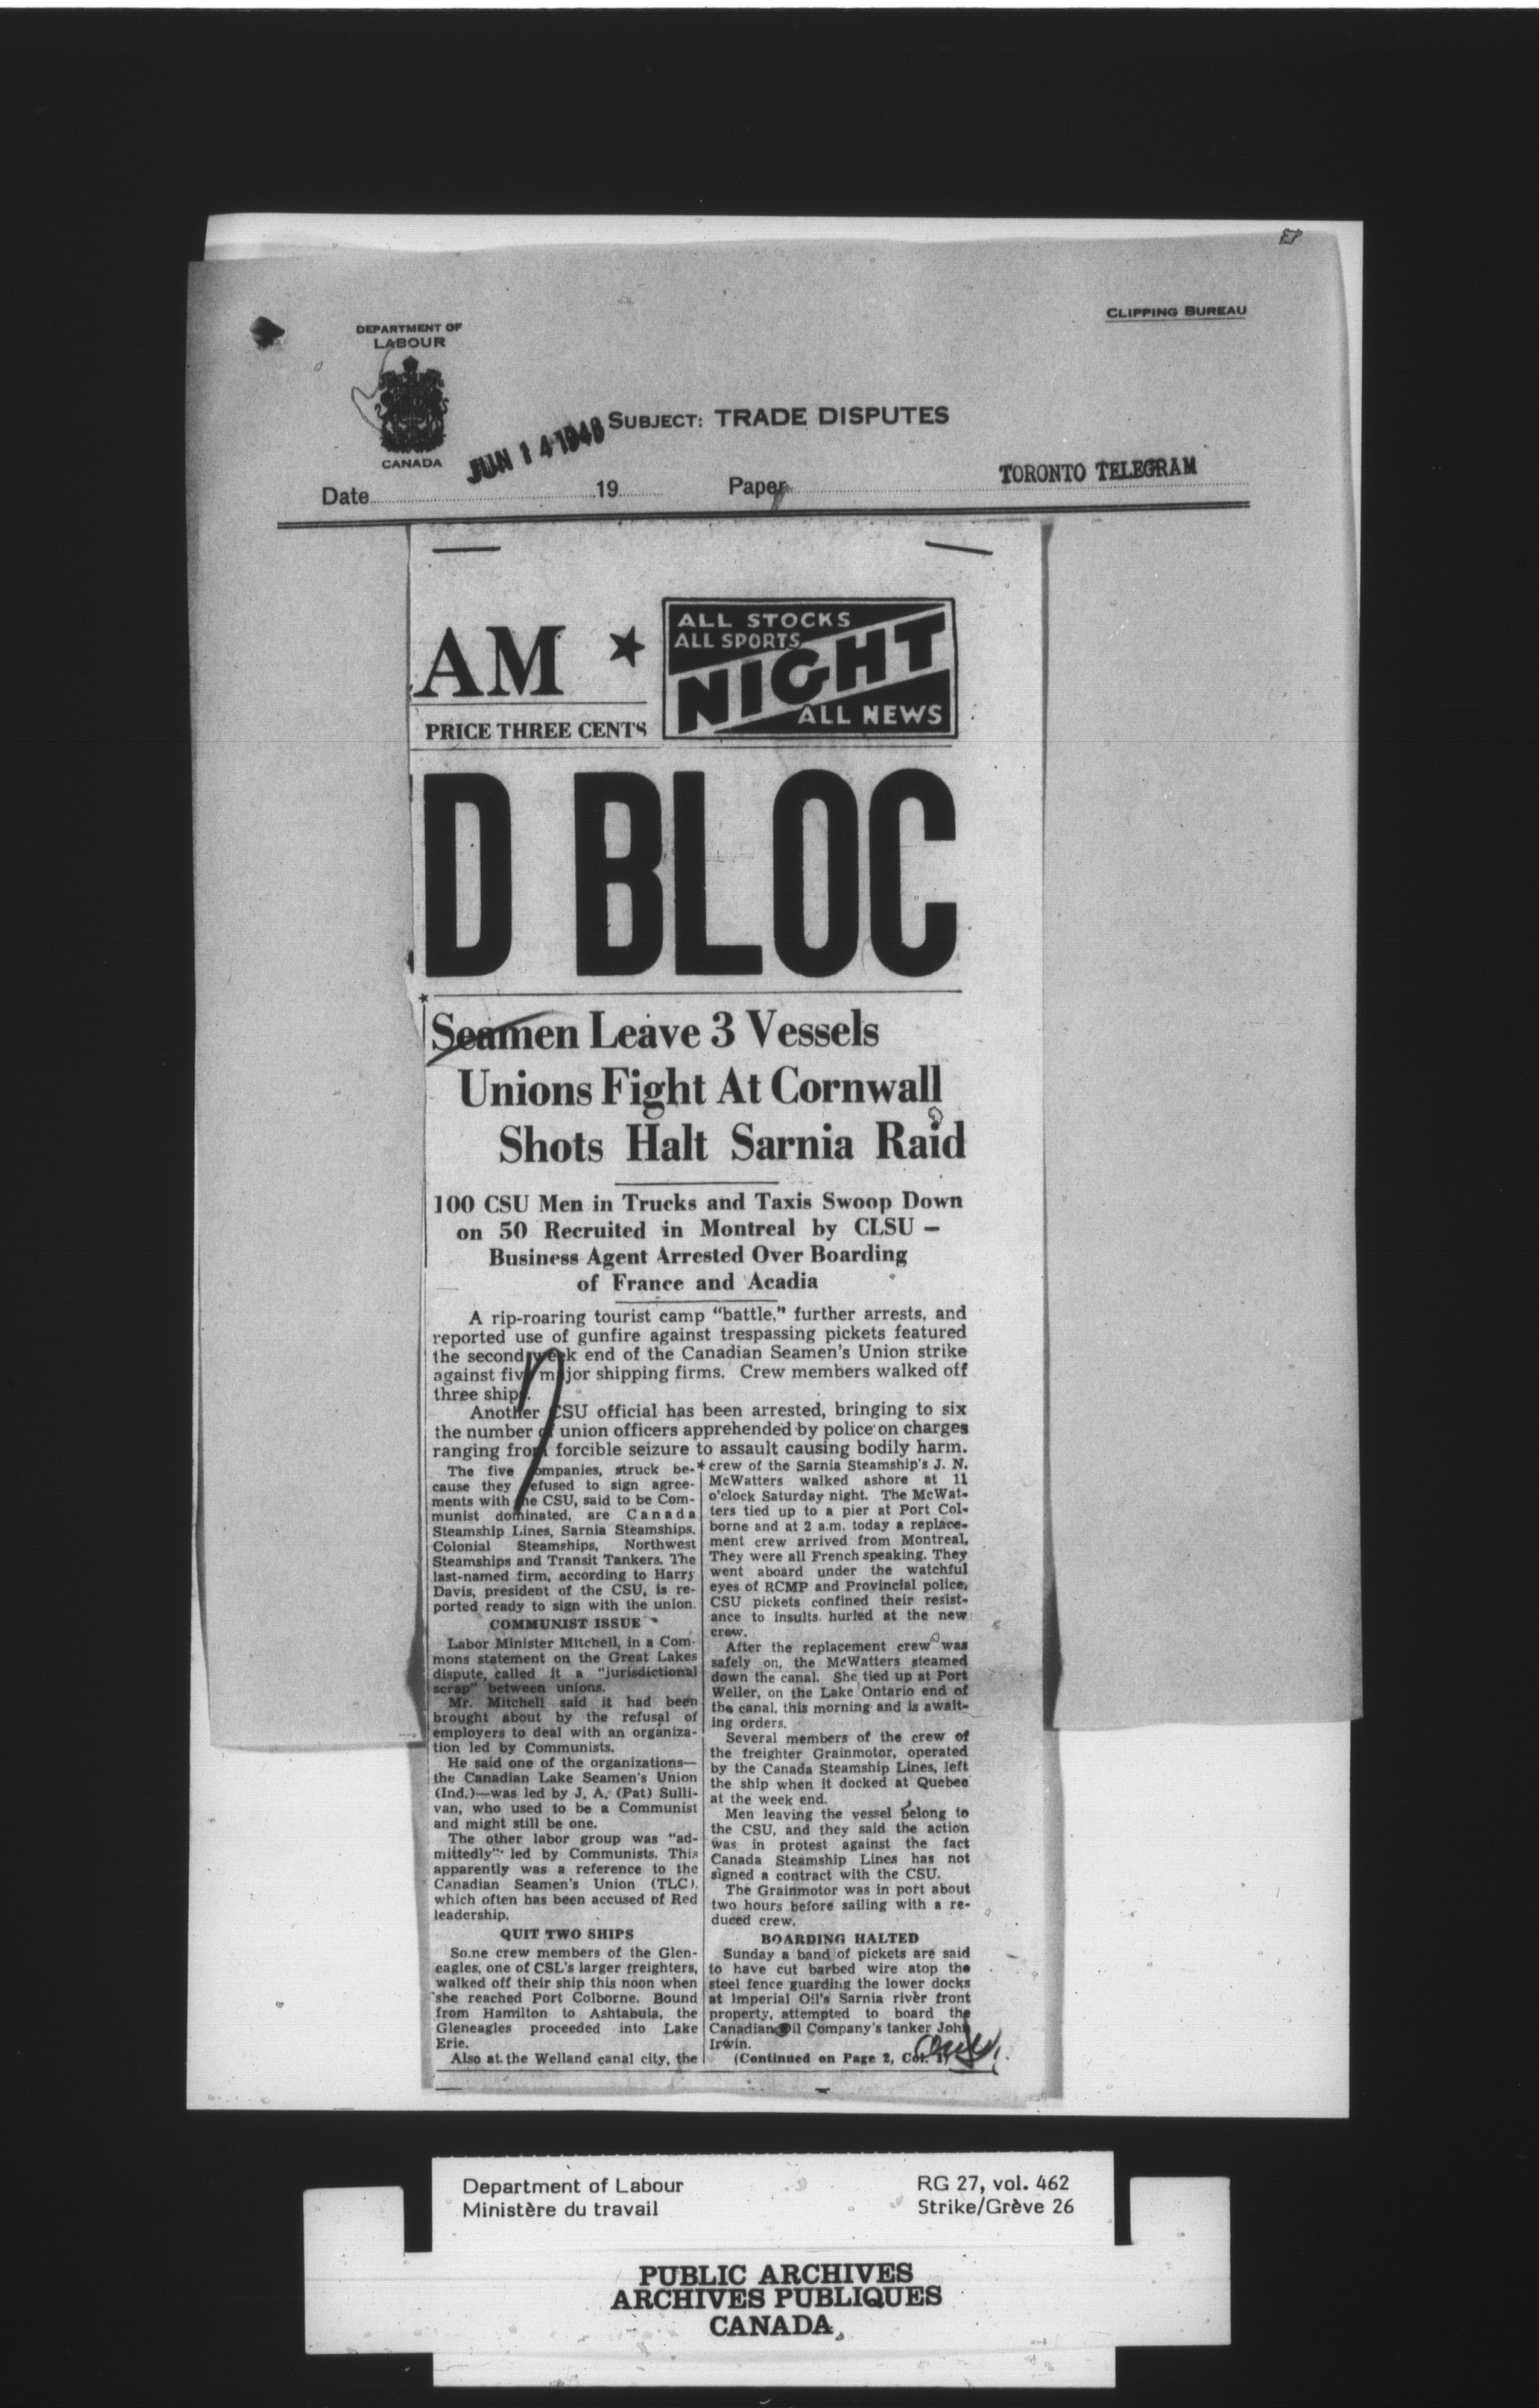 CLIPPING BUREAU
DEPARTMENT OF
LABOUR
CANADA
JUN 14 1948
SUBJECT: TRADE DISPUTES
Date 19 Paper TORONTO TELEGRAM
AM ★
PRICE THREE CENTS
ALL STOCKS
ALL SPORTS
NIGHT
ALL NEWS
D BLOC
Seamen Leave 3 Vessels
Unions Fight At Cornwall
Shots Halt Sarnia Raid
100 CSU Men in Trucks and Taxis Swoop Down
on 50 Recruited in Montreal by CLSU —
Business Agent Arrested Over Boarding
of France and Acadia
A rip-roaring tourist camp "battle," further arrests, and
reported use of gunfire against trespassing pickets featured
the second week end of the Canadian Seamen's Union strike
against five major shipping firms. Crew members walked off
three ships.
Another CSU official has been arrested, bringing to six
the number of union officers apprehended by police on charges
ranging from forcible seizure to assault causing bodily harm.
The five companies, struck be-
cause they refused to sign agree-
ments with the CSU, said to be Com-
munist dominated, are Canada
Steamship Lines, Sarnia Steamships,
Colonial Steamships, Northwest
Steamships and Transit Tankers. The
last-named firm, according to Harry
Davis, president of the CSU, is re-
ported ready to sign with the union.
COMMUNIST ISSUE
Labor Minister Mitchell, in a Com-
mons statement on the Great Lakes
dispute, called it a "jurisdictional
scrap" between unions.
Mr. Mitchell said it had been
brought about by the refusal of
employers to deal with an organiza-
tion led by Communists.
He said one of the organizations—
the Canadian Lake Seamen's Union
(Ind.)—was led by J. A. (Pat) Sulli-
van, who used to be a Communist
and might still be one.
The other labor group was "ad-
mittedly" led by Communists. This
apparently was a reference to the
Canadian Seamen's Union (TLC),
which often has been accused of Red
leadership.
QUIT TWO SHIPS
Some crew members of the Glen-
eagles, one of CSL's larger freighters,
walked off their ship this noon when
she reached Port Colborne. Bound
from Hamilton to Ashtabula, the
Gleneagles proceeded into Lake
Erie.
Also at the Welland canal city, the
crew of the Sarnia Steamship's J. N.
McWatters walked ashore at 11
o'clock Saturday night. The McWat-
ters tied up to a pier at Port Col-
borne and at 2 a.m. today a replace-
ment crew arrived from Montreal.
They were all French speaking. They
went aboard under the watchful
eyes of RCMP and Provincial police.
CSU pickets confined their resist-
ance to insults hurled at the new
crew.
After the replacement crew was
safely on, the McWatters steamed
down the canal. She tied up at Port
Weller, on the Lake Ontario end of
the canal, this morning and is await-
ing orders.
Several members of the crew of
the freighter Grainmotor, operated
by the Canada Steamship Lines, left
the ship when it docked at Quebec
at the week end.
Men leaving the vessel belong to
the CSU, and they said the action
was in protest against the fact
Canada Steamship Lines has not
signed a contract with the CSU.
The Grainmotor was in port about
two hours before sailing with a re-
duced crew.
BOARDING HALTED
Sunday a band of pickets are said
to have cut barbed wire atop the
steel fence guarding the lower docks
at Imperial Oil's Sarnia river front
property, attempted to board the
Canadian Oil Company's tanker John
Irwin.
(Continued on Page 2, Col.
Department of Labour
Ministère du travail
RG 27, vol. 462
Strike/Grève 26
PUBLIC ARCHIVES
ARCHIVES PUBLIQUES
CANADA